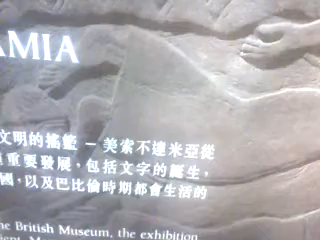 AMIA
文明的搖籃 – 美索不達米亞從
重要發展，包括文字的誕生，
國，以及巴比倫時期都會生活的
he British Museum, the exhibition